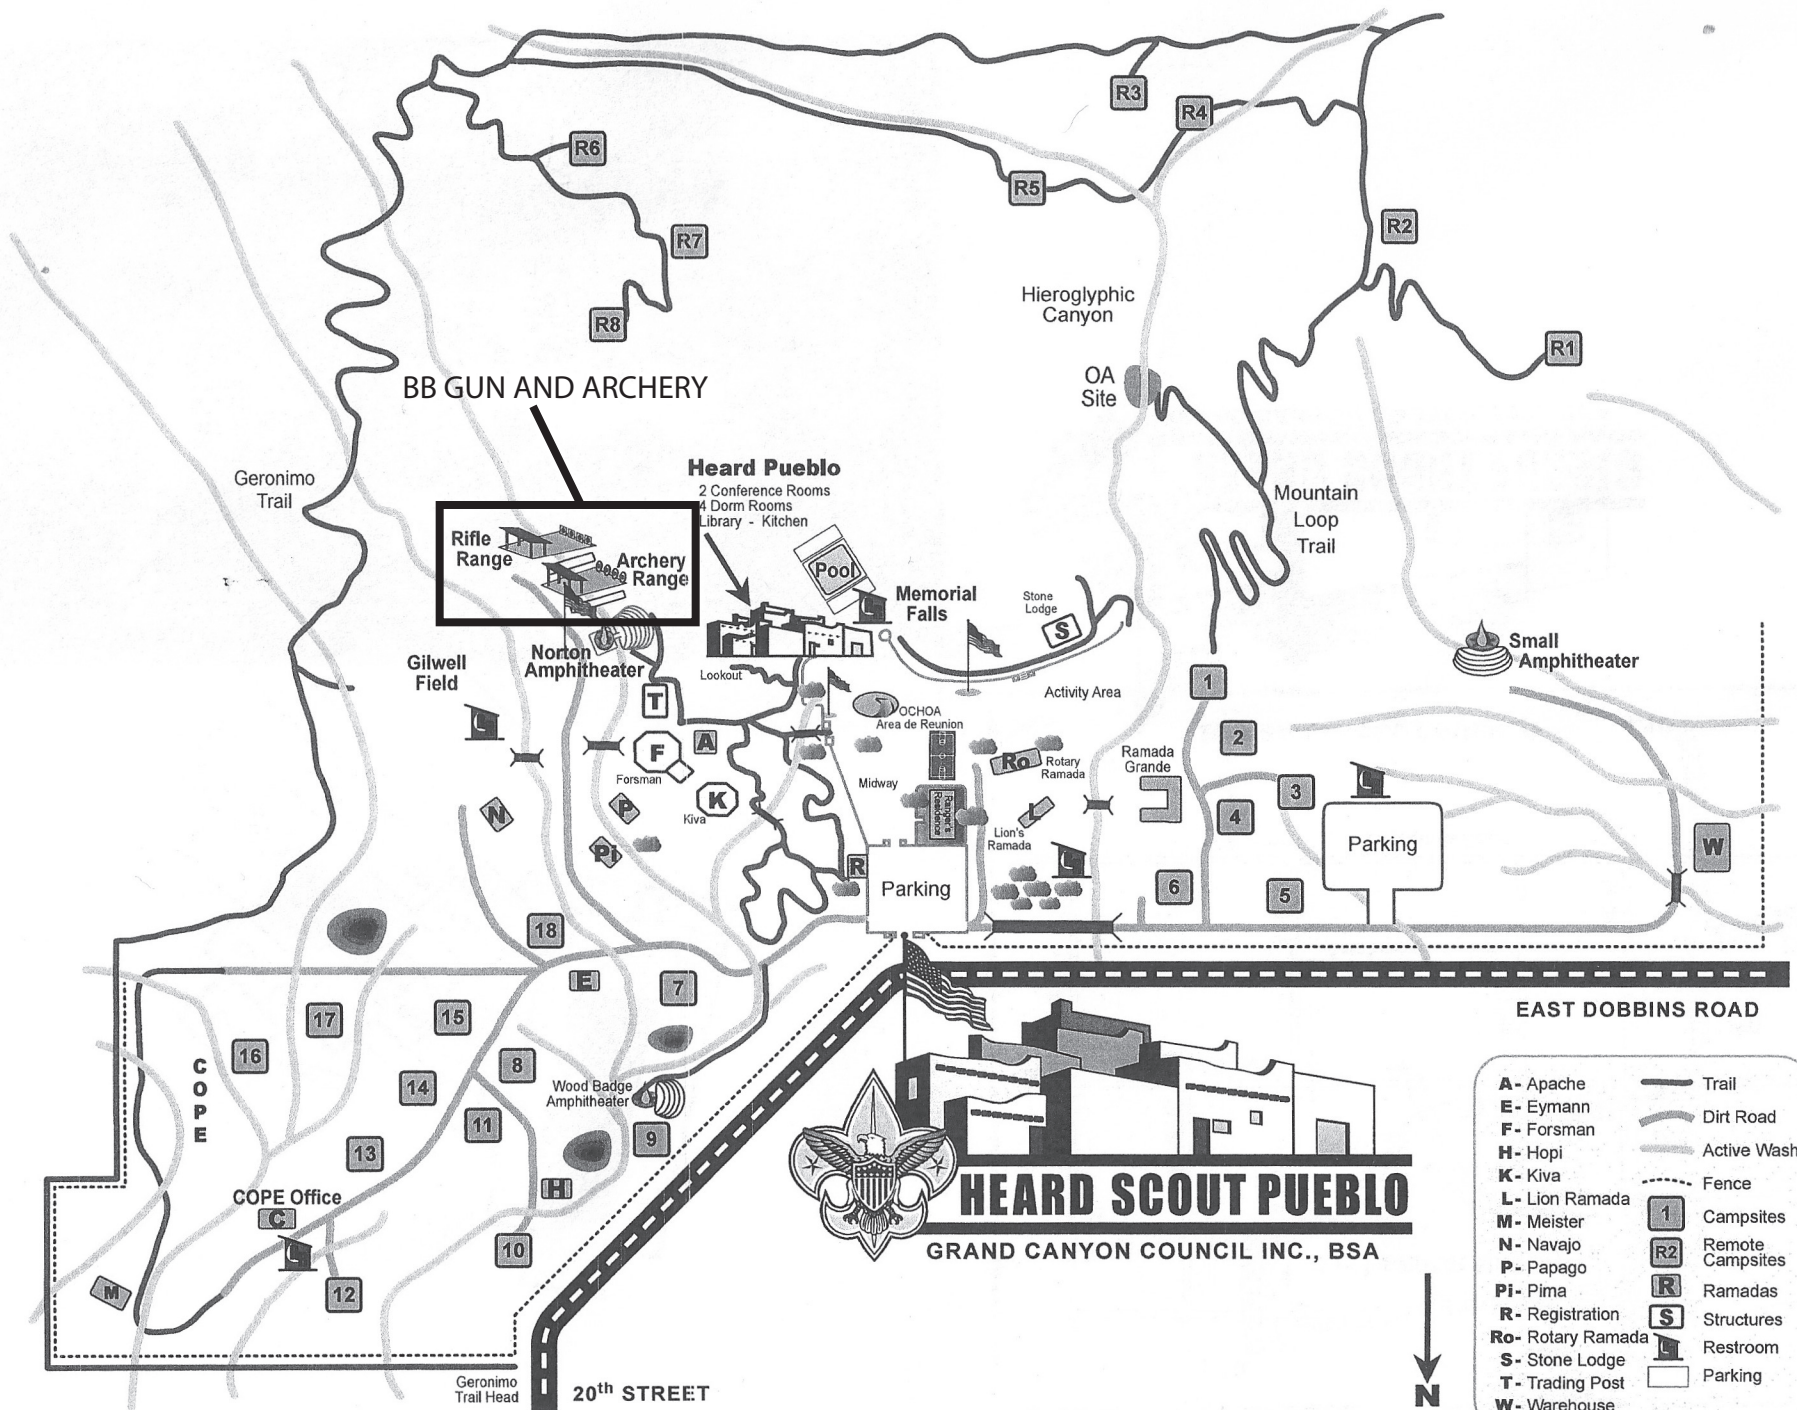 R3
R4
R6
R5
R2
R7
R8
Hieroglyphic
Canyon
R1
BB GUN AND ARCHERY
OA
Site
Heard Pueblo
2 Conference Rooms
4 Dorm Rooms
Library - Kitchen
Geronimo
Trail
Mountain
Loop
Trail
Rifle
Range
Archery
Range
Pool
Memorial
Falls
Stone
Lodge
S
Norton
Amphitheater
Small
Amphitheater
Gilwell
Field
Lookout
T
Activity Area
1
OCHOA
Area de Reunion
2
F
A
Forsman
Ro
Rotary
Ramada
Ramada
Grande
Midway
3
K
Kiva
N
P
Pi
Ranger's
Residence
L
Lion's
Ramada
4
Parking
W
R
Parking
6
5
18
E
7
EAST DOBBINS ROAD
17
15
16
COPE
8
14
Wood Badge
Amphitheater
11
9
13
H
COPE Office
C
10
M
12
HEARD SCOUT PUEBLO
GRAND CANYON COUNCIL INC., BSA
N
Geronimo
Trail Head
20th STREET
A- Apache
E- Eymann
F- Forsman
H- Hopi
K- Kiva
L- Lion Ramada
M- Meister
N- Navajo
P- Papago
Pi- Pima
R- Registration
Ro- Rotary Ramada
S- Stone Lodge
T- Trading Post
W- Warehouse
Trail
Dirt Road
Active Wash
Fence
1 Campsites
R2 Remote
Campsites
R Ramadas
S Structures
Restroom
Parking